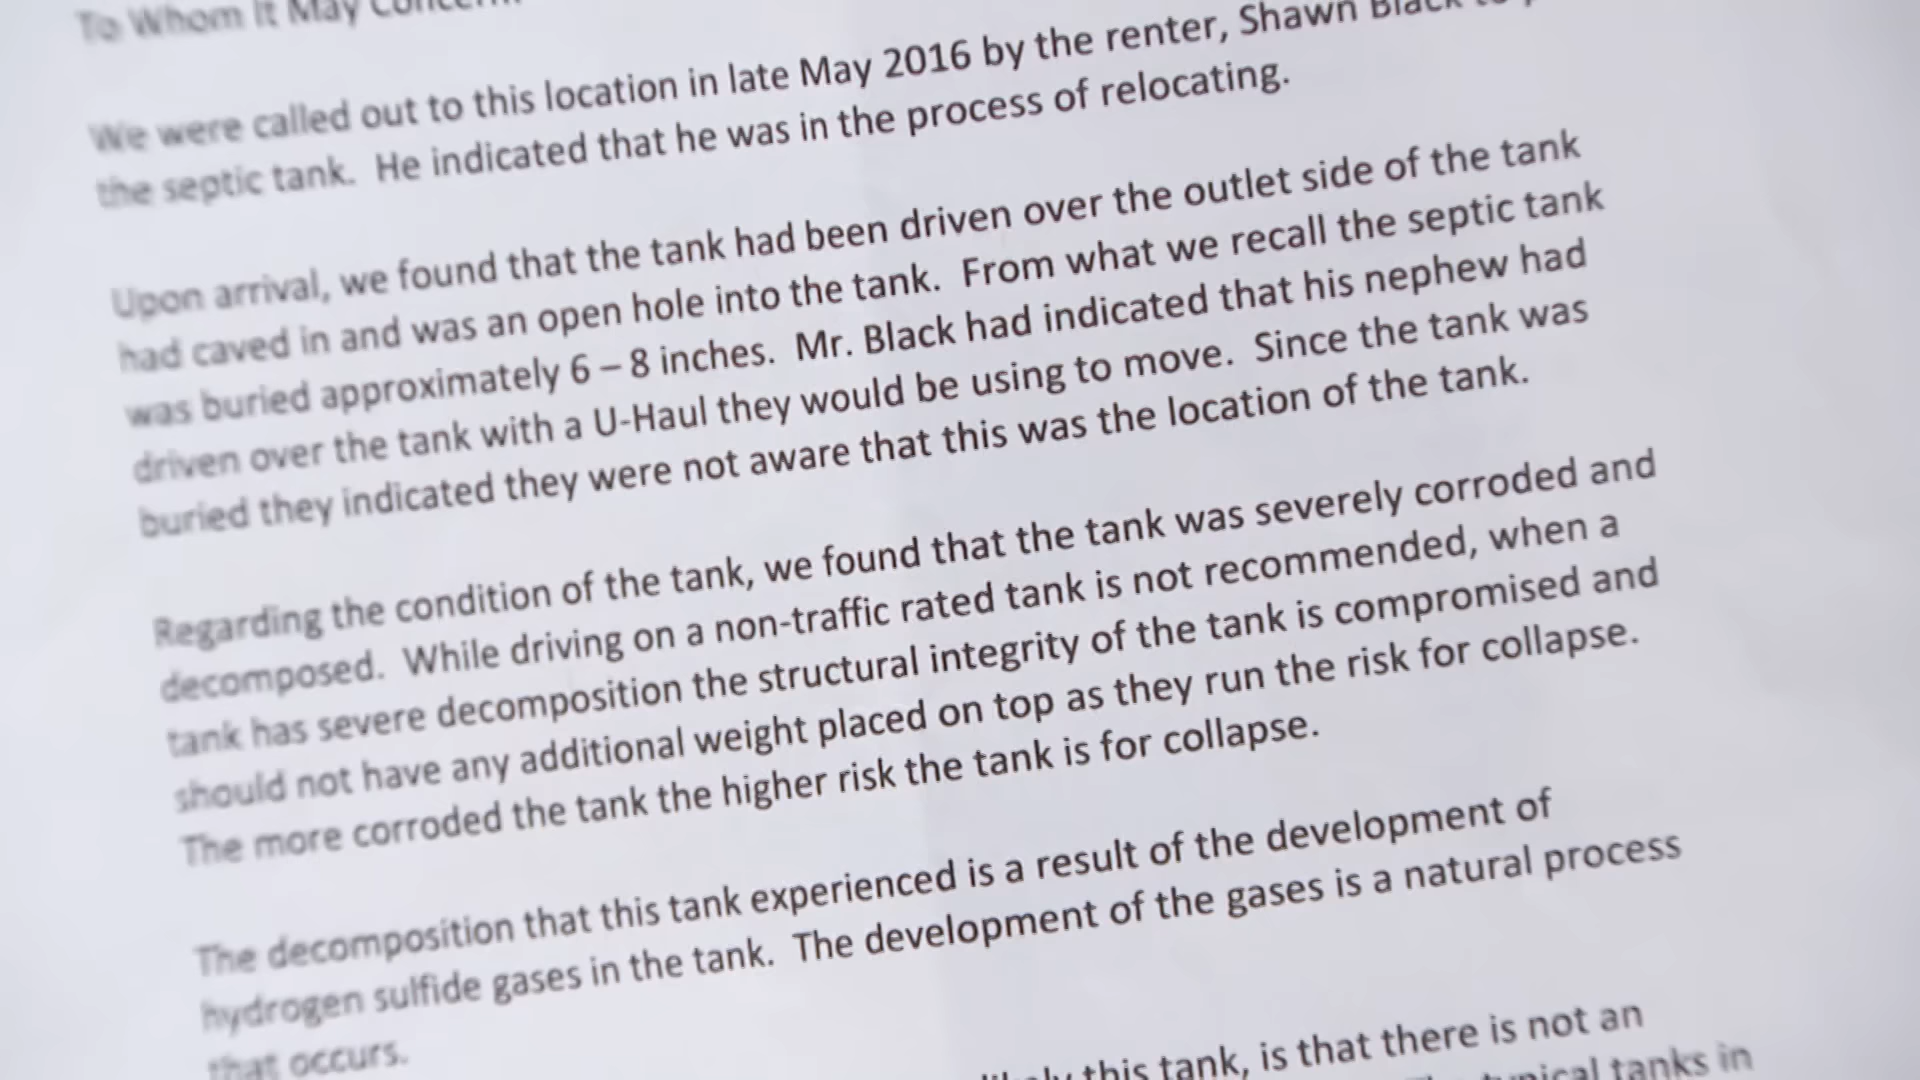 To Whom It May Concern
We were called out to this location in late May 2016 by the renter, Shawn Black to
the septic tank. He indicated that he was in the process of relocating.
Upon arrival, we found that the tank had been driven over the outlet side of the tank
had caved in and was an open hole into the tank. From what we recall the septic tank
was buried approximately 6 – 8 inches. Mr. Black had indicated that his nephew had
driven over the tank with a U-Haul they would be using to move. Since the tank was
buried they indicated they were not aware that this was the location of the tank.
Regarding the condition of the tank, we found that the tank was severely corroded and
decomposed. While driving on a non-traffic rated tank is not recommended, when a
tank has severe decomposition the structural integrity of the tank is compromised and
should not have any additional weight placed on top as they run the risk for collapse.
The more corroded the tank the higher risk the tank is for collapse.
The decomposition that this tank experienced is a result of the development of
hydrogen sulfide gases in the tank. The development of the gases is a natural process
that occurs.
this tank, is that there is not an
typical tanks in